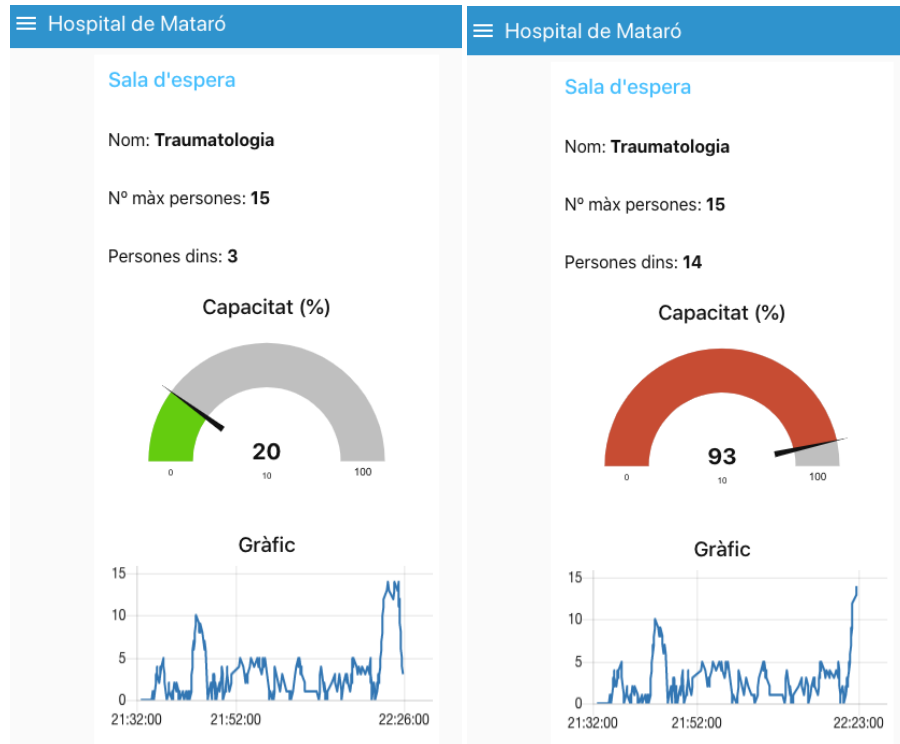 Hospital de Mataró
Sala d'espera
Nom: Traumatologia
Nº màx persones: 15
Persones dins: 3
Capacitat (%)
20
0
10
100
Gràfic
15
10
5
0
21:32:00
21:52:00
22:26:00
Hospital de Mataró
Sala d'espera
Nom: Traumatologia
Nº màx persones: 15
Persones dins: 14
Capacitat (%)
93
0
10
100
Gràfic
15
10
5
0
21:32:00
21:52:00
22:23:00